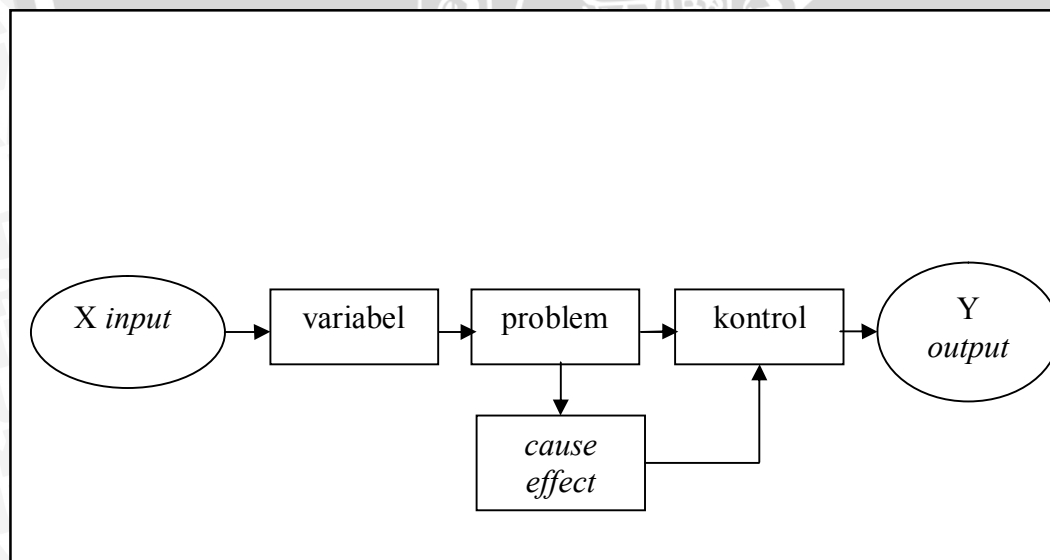 X input
variabel
problem
kontrol
Y
output
cause
effect